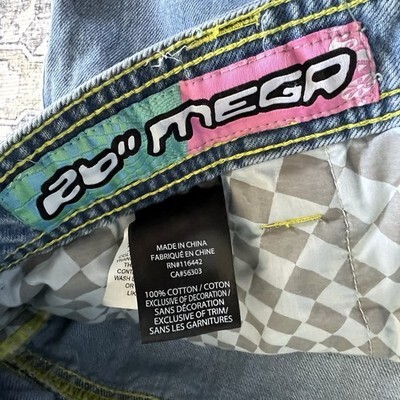 26" MEGA
MADE IN CHINA
FABRIQUÉ EN CHINE
RN#116442
CA#56303
100% COTTON / COTON
EXCLUSIVE OF DECORATION /
SANS DÉCORATION
EXCLUSIVE OF TRIM/
SANS LES GARNITURES